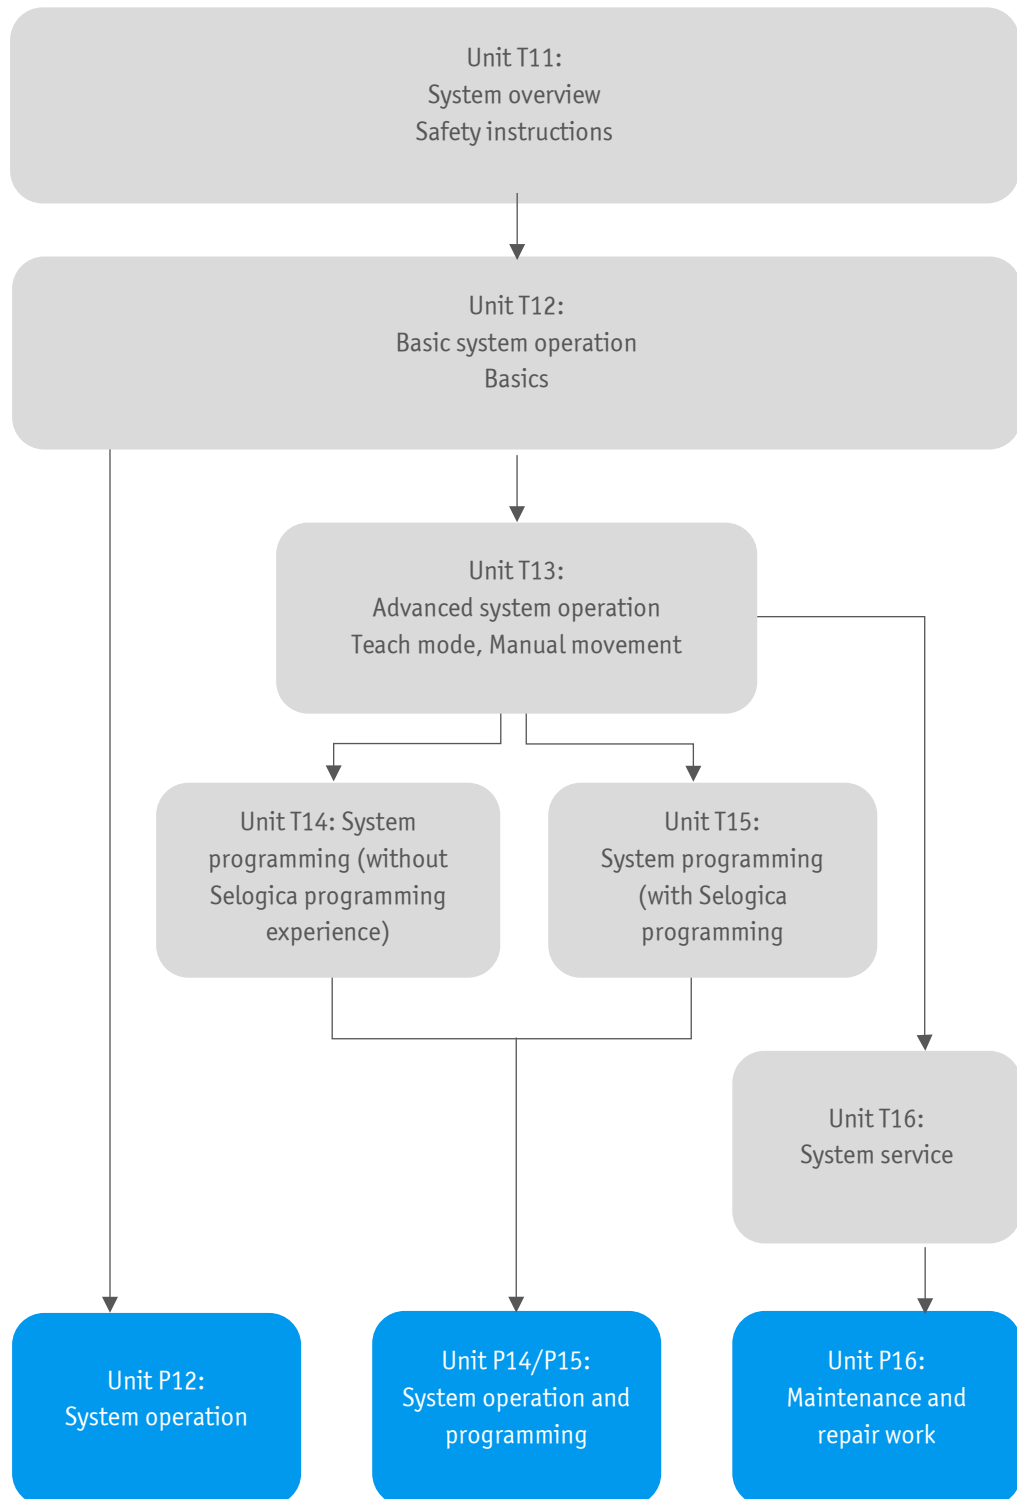 Unit T11:
System overview
Safety instructions
Unit T12:
Basic system operation
Basics
Unit T13:
Advanced system operation
Teach mode, Manual movement
Unit T14: System
programming (without
Selogica programming
experience)
Unit T15:
System programming
(with Selogica
programming
Unit T16:
System service
Unit P12:
System operation
Unit P14/P15:
System operation and
programming
Unit P16:
Maintenance and
repair work